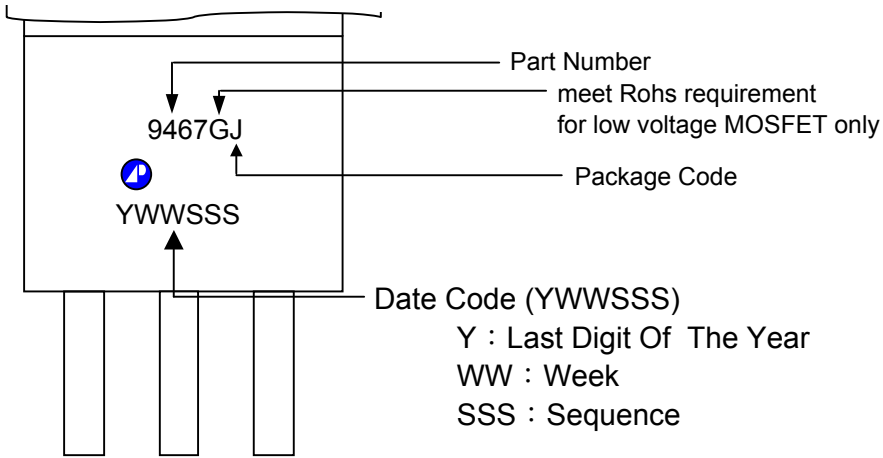 Part Number
meet Rohs requirement
for low voltage MOSFET only
9467GJ
Package Code
YWWSSS
Date Code (YWWSSS)
Y：Last Digit Of The Year
WW：Week
SSS：Sequence